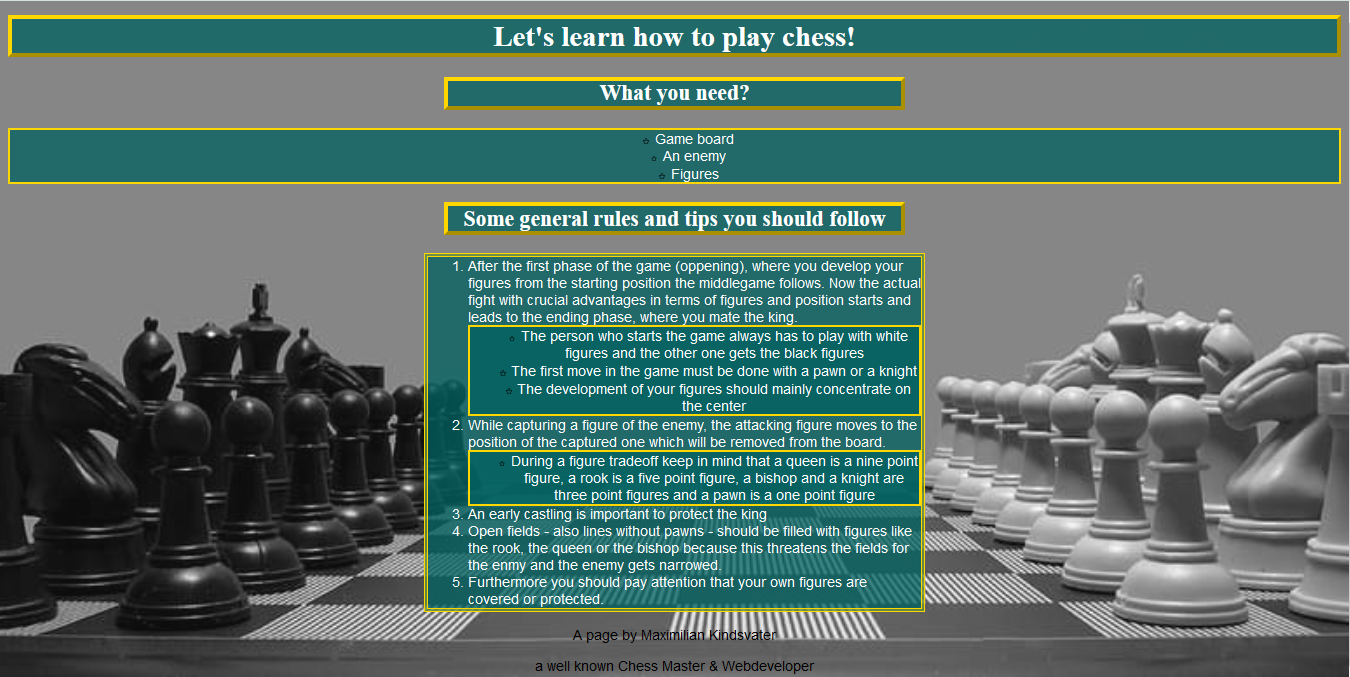 Let's learn how to play chess!
What you need?
Game board
An enemy
Figures
Some general rules and tips you should follow
1. After the first phase of the game (oppening), where you develop your
figures from the starting position the middlegame follows. Now the actual
fight with crucial advantages in terms of figures and position starts and
leads to the ending phase, where you mate the king.
The person who starts the game always has to play with white
figures and the other one gets the black figures
The first move in the game must be done with a pawn or a knight
The development of your figures should mainly concentrate on
the center
2. While capturing a figure of the enemy, the attacking figure moves to the
position of the captured one which will be removed from the board.
During a figure tradeoff keep in mind that a queen is a nine point
figure, a rook is a five point figure, a bishop and a knight are
three point figures and a pawn is a one point figure
3. An early castling is important to protect the king
4. Open fields - also lines without pawns - should be filled with figures like
the rook, the queen or the bishop because this threatens the fields for
the enmy and the enemy gets narrowed.
5. Furthermore you should pay attention that your own figures are
covered or protected.
A page by Maximilian Kindsvater
a well known Chess Master & Webdeveloper